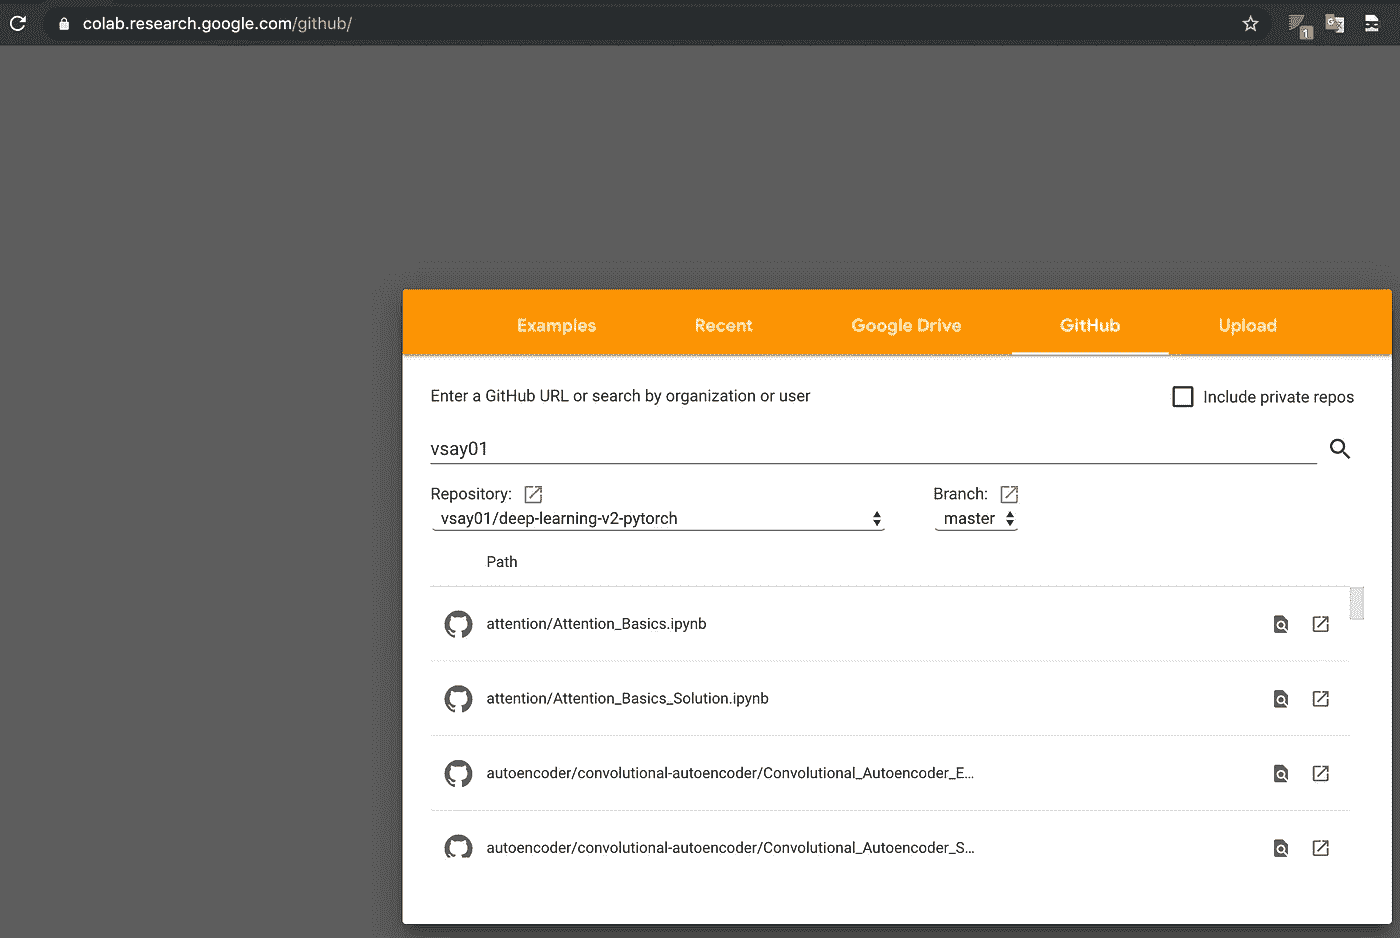 colab.research.google.com/github/
1
Examples Recent Google Drive GitHub Upload
Enter a GitHub URL or search by organization or user
Include private repos
vsay01
Repository: Branch:
vsay01/deep-learning-v2-pytorch master
Path
attention/Attention_Basics.ipynb
attention/Attention_Basics_Solution.ipynb
autoencoder/convolutional-autoencoder/Convolutional_Autoencoder_E...
autoencoder/convolutional-autoencoder/Convolutional_Autoencoder_S...